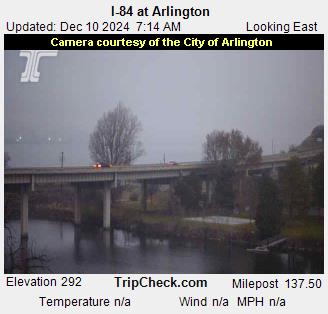 I-84 at Arlington
Updated: Dec 10 2024 7:14 AM Looking East
Camera courtesy of the City of Arlington
Elevation 292 TripCheck.com Milepost 137.50
Temperature n/a Wind n/a MPH n/a